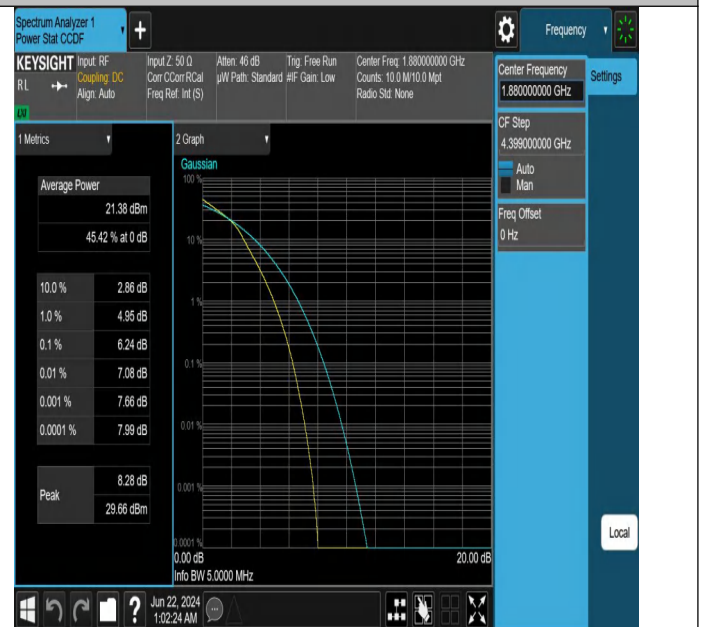 Spectrum Analyzer 1
Power Stat CCDF
Frequency
KEYSIGHT
RL
LXI
Input: RF
Coupling: DC
Align: Auto
Input Z: 50 Ω
Corr CCorr RCal
Freq Ref: Int (S)
Atten: 46 dB
µW Path: Standard
Trig: Free Run
#IF Gain: Low
Center Freq: 1.880000000 GHz
Counts: 10.0 M/10.0 Mpt
Radio Std: None
1 Metrics
Average Power
21.38 dBm
45.42 % at 0 dB
10.0 % 2.86 dB
1.0 % 4.95 dB
0.1 % 6.24 dB
0.01 % 7.08 dB
0.001 % 7.66 dB
0.0001 % 7.99 dB
Peak
8.28 dB
29.66 dBm
2 Graph
Gaussian
100 %
10 %
1 %
0.1 %
0.01 %
0.001 %
0.0001 %
0.00 dB
20.00 dB
Info BW 5.0000 MHz
Center Frequency
1.880000000 GHz
CF Step
4.399000000 GHz
Auto
Man
Freq Offset
0 Hz
Settings
Local
?
Jun 22, 2024
1:02:24 AM